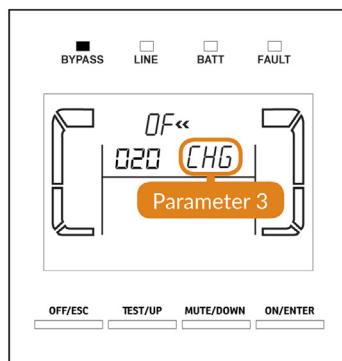 BYPASS LINE BATT FAULT
OF«
020 CHG
Parameter 3
OFF/ESC TEST/UP MUTE/DOWN ON/ENTER